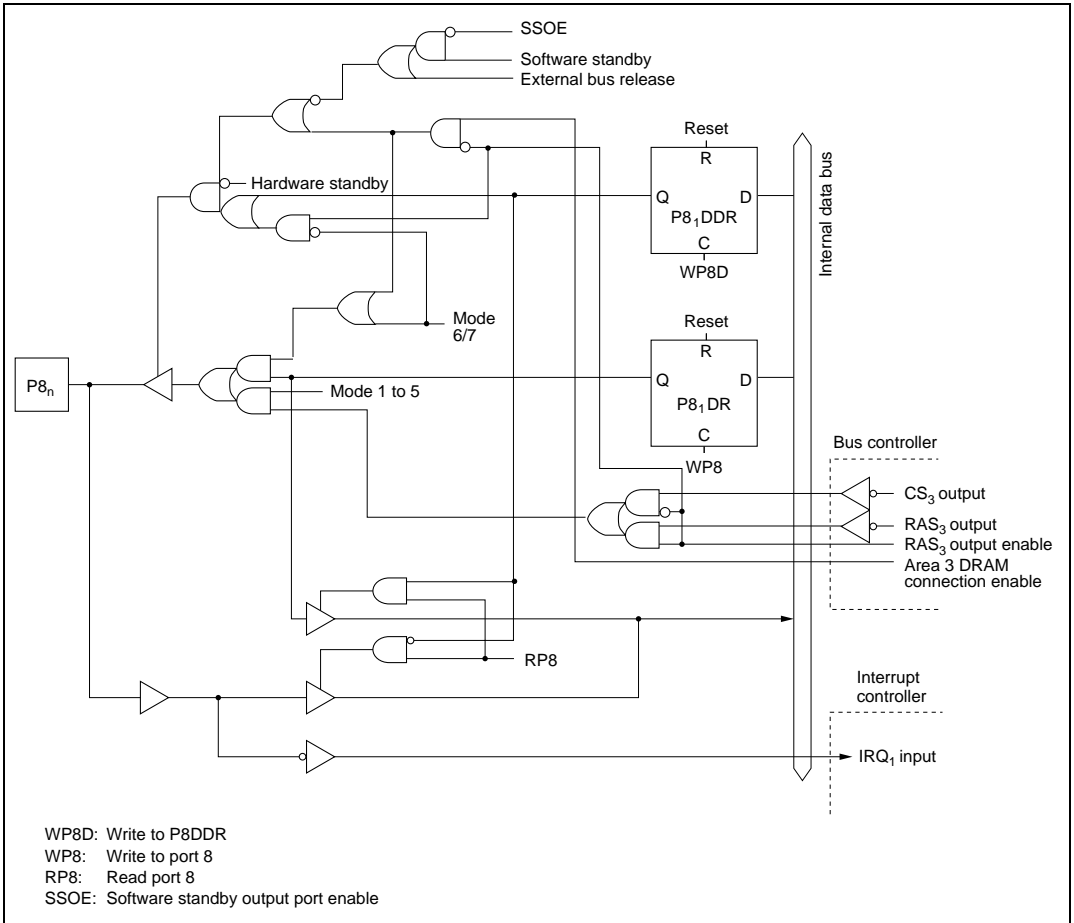 SSOE
Software standby
External bus release
Reset
R
Hardware standby
Q
D
P8₁DDR
C
WP8D
Internal data bus
Mode
6/7
Reset
R
P8ₙ
Q
D
Mode 1 to 5
P8₁DR
C
WP8
Bus controller
CS₃ output
RAS₃ output
RAS₃ output enable
Area 3 DRAM
connection enable
RP8
Interrupt
controller
IRQ₁ input
WP8D: Write to P8DDR
WP8: Write to port 8
RP8: Read port 8
SSOE: Software standby output port enable